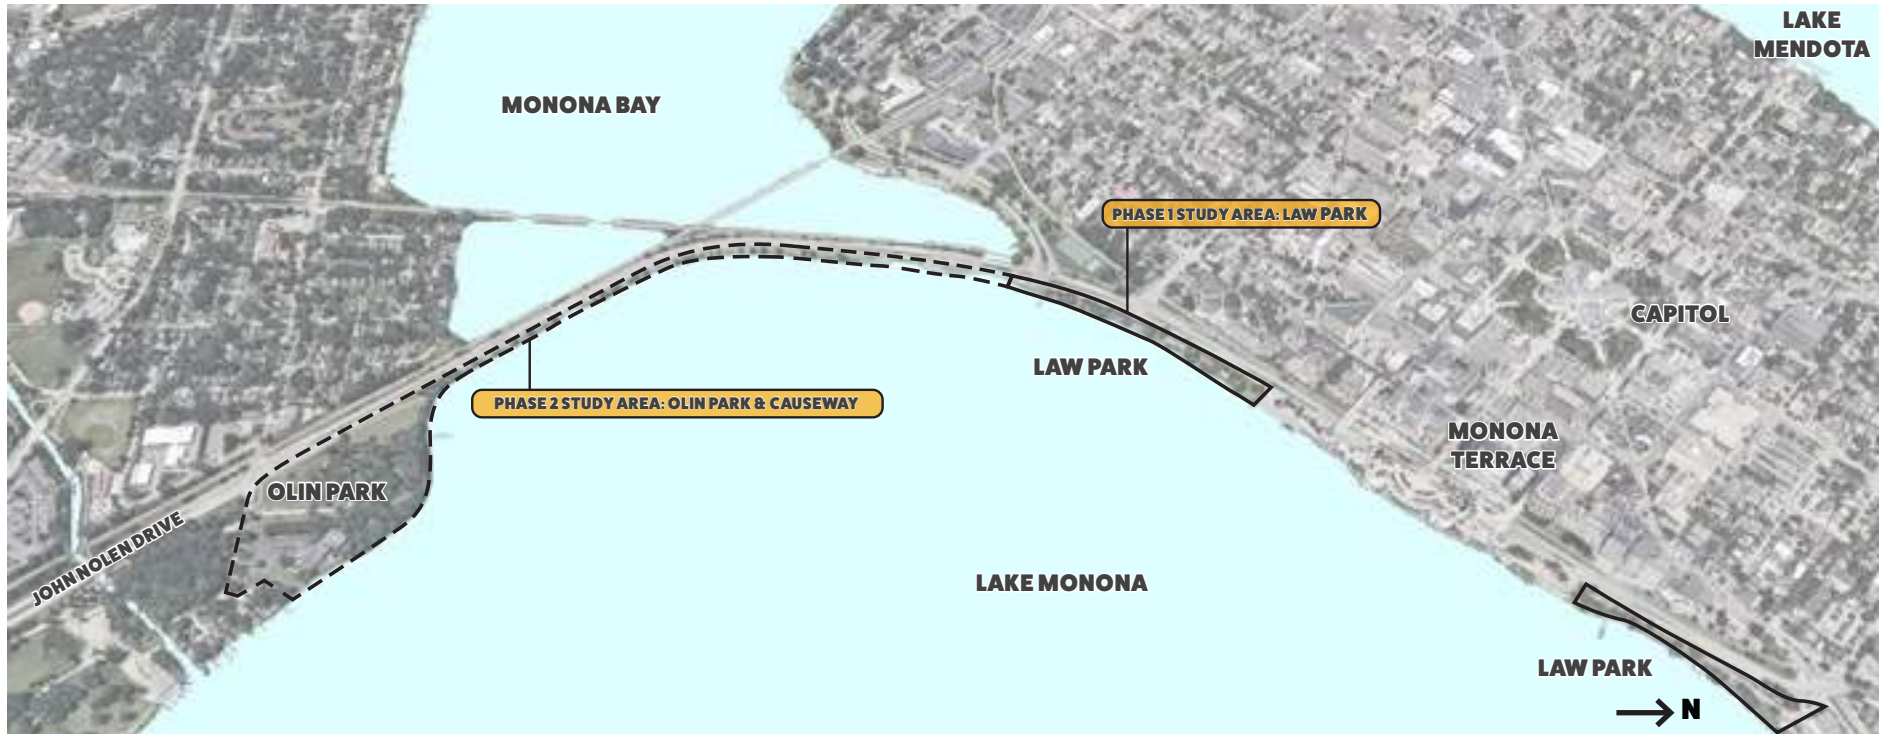 LAKE
MENDOTA
MONONA BAY
PHASE 1 STUDY AREA: LAW PARK
CAPITOL
LAW PARK
PHASE 2 STUDY AREA: OLIN PARK & CAUSEWAY
MONONA
TERRACE
OLIN PARK
JOHN NOLEN DRIVE
LAKE MONONA
LAW PARK
N